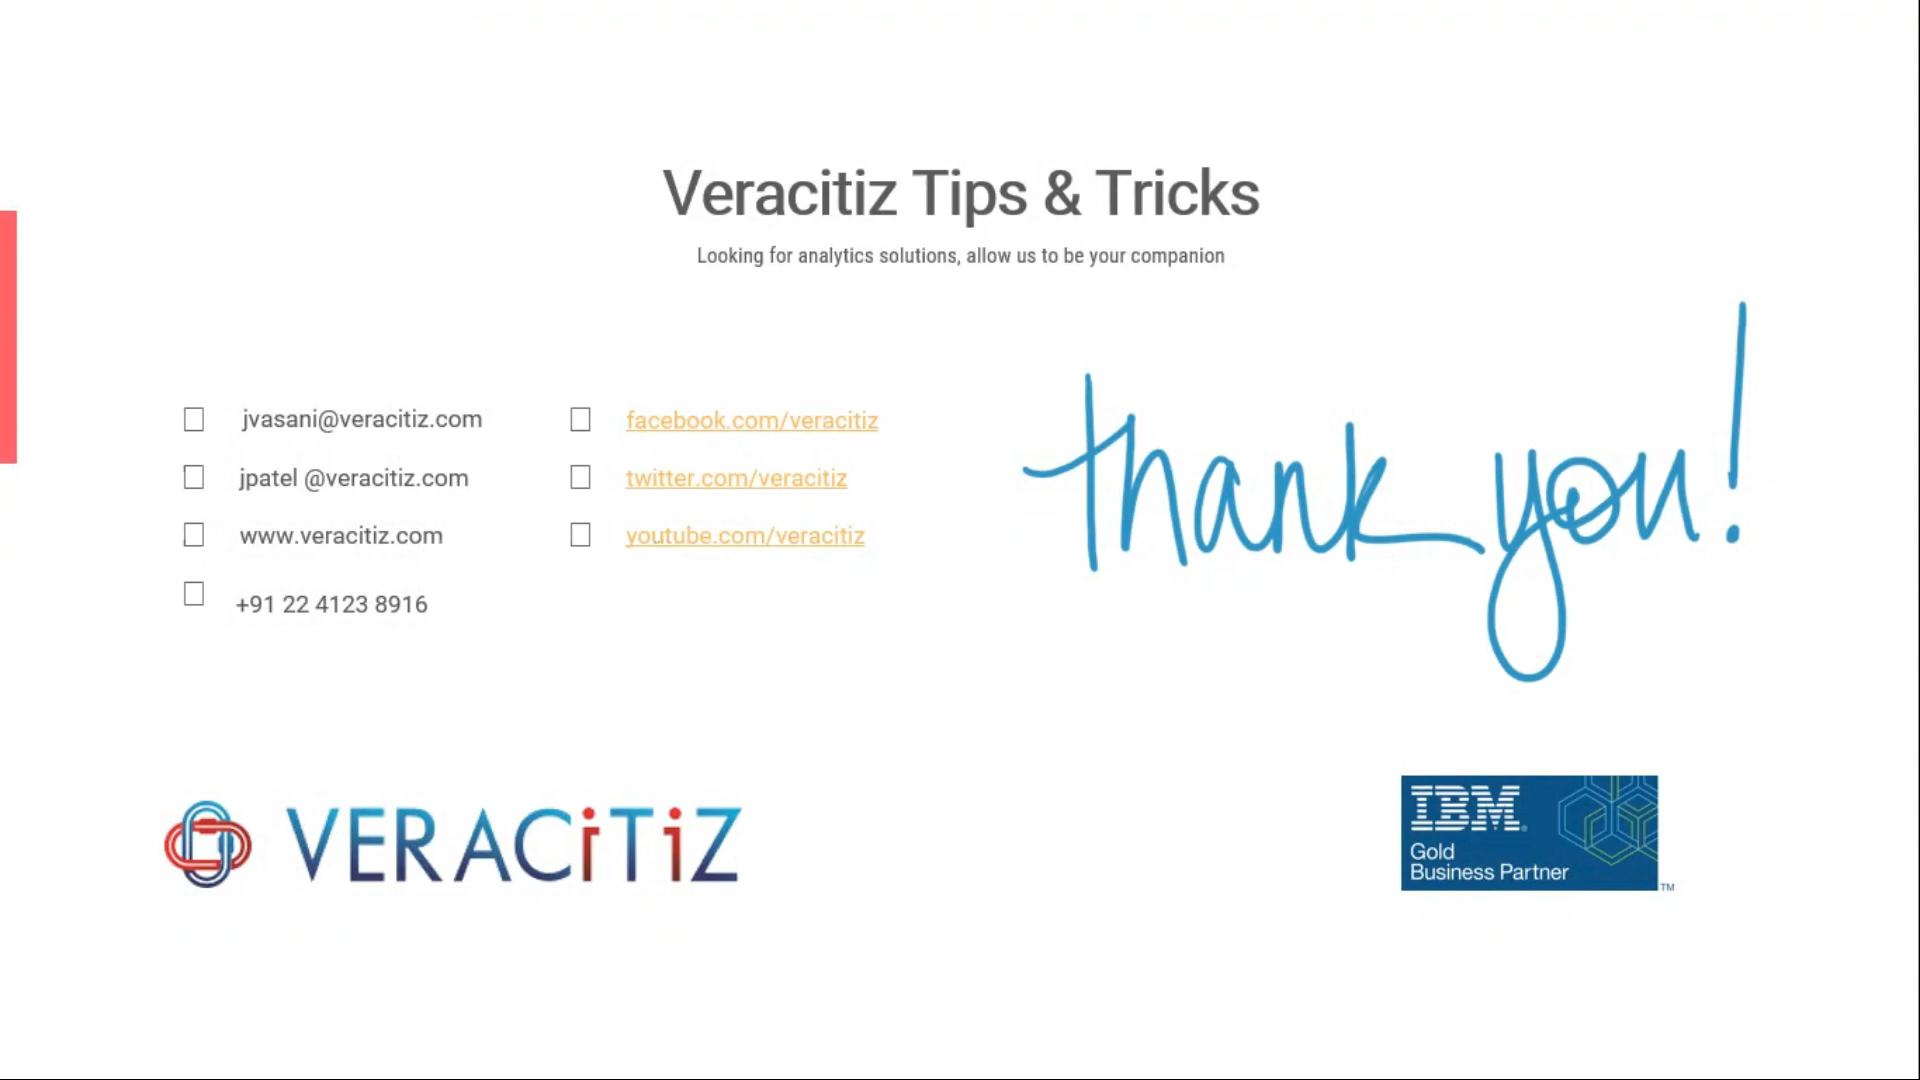 Veracitiz Tips & Tricks
Looking for analytics solutions, allow us to be your companion
jvasani@veracitiz.com
jpatel @veracitiz.com
www.veracitiz.com
+91 22 4123 8916
facebook.com/veracitiz
twitter.com/veracitiz
youtube.com/veracitiz
thank you!
VERACiTiZ
IBM
Gold
Business Partner
TM